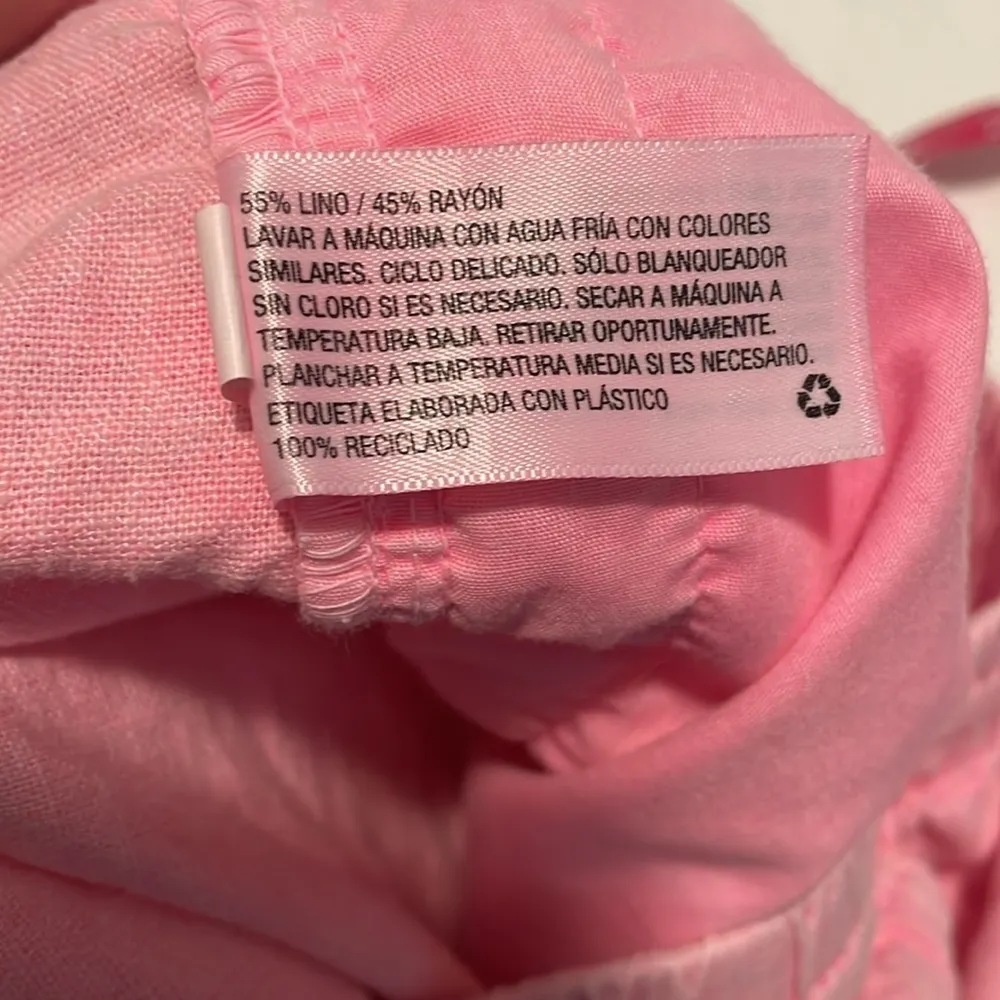 55% LINO / 45% RAYÓN
LAVAR A MÁQUINA CON AGUA FRÍA CON COLORES
SIMILARES. CICLO DELICADO. SÓLO BLANQUEADOR
SIN CLORO SI ES NECESARIO. SECAR A MÁQUINA A
TEMPERATURA BAJA. RETIRAR OPORTUNAMENTE.
PLANCHAR A TEMPERATURA MEDIA SI ES NECESARIO.
ETIQUETA ELABORADA CON PLÁSTICO
100% RECICLADO